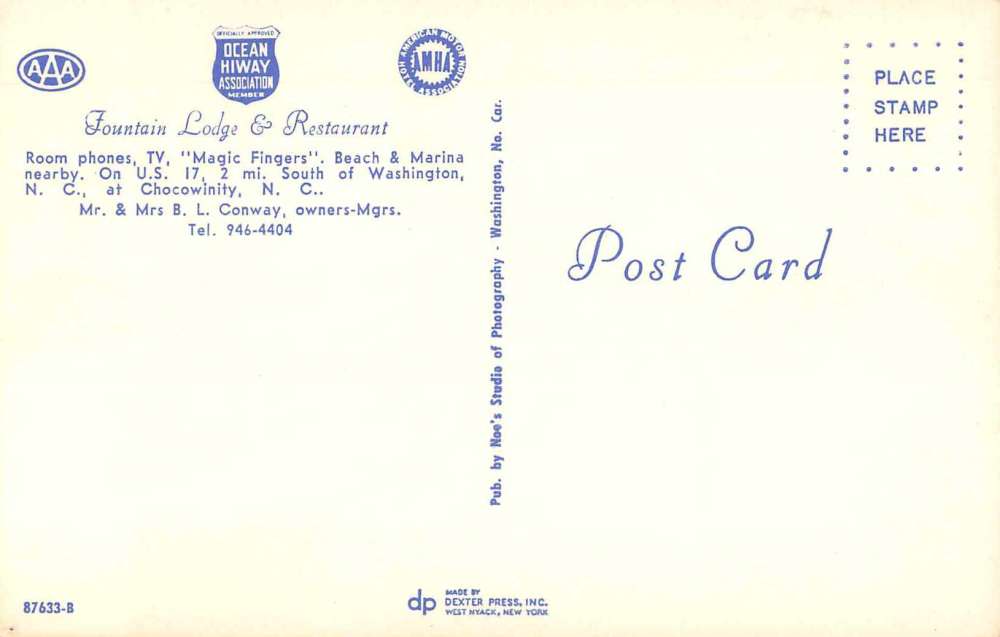 AAA
OFFICIALLY APPROVED
OCEAN
HIWAY
ASSOCIATION
MEMBER
AMERICAN MOTOR HOTEL ASSOCIATION
AMHA
Fountain Lodge & Restaurant
Room phones, TV, "Magic Fingers". Beach & Marina
nearby. On U.S. 17, 2 mi. South of Washington,
N. C., at Chocowinity, N. C..
Mr. & Mrs B. L. Conway, owners-Mgrs.
Tel. 946-4404
87633-B
Pub. by Noe's Studio of Photography - Washington, No. Car.
dp
MADE BY
DEXTER PRESS, INC.
WEST NYACK, NEW YORK
PLACE
STAMP
HERE
Post Card